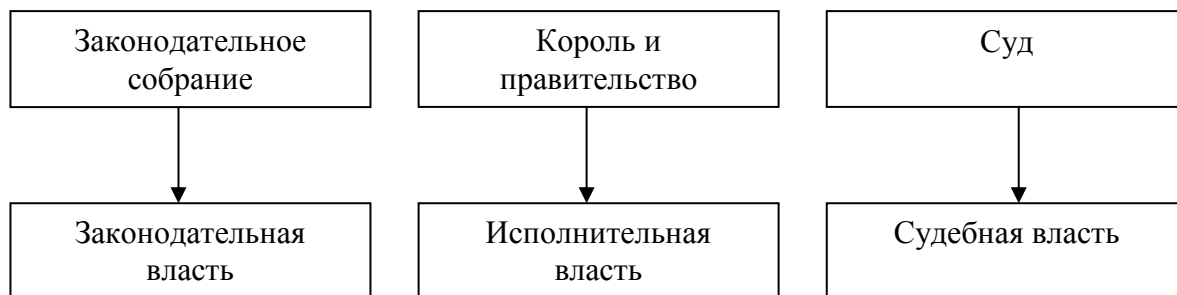 Законодательное
собрание
Король и
правительство
Суд
Законодательная
власть
Исполнительная
власть
Судебная власть